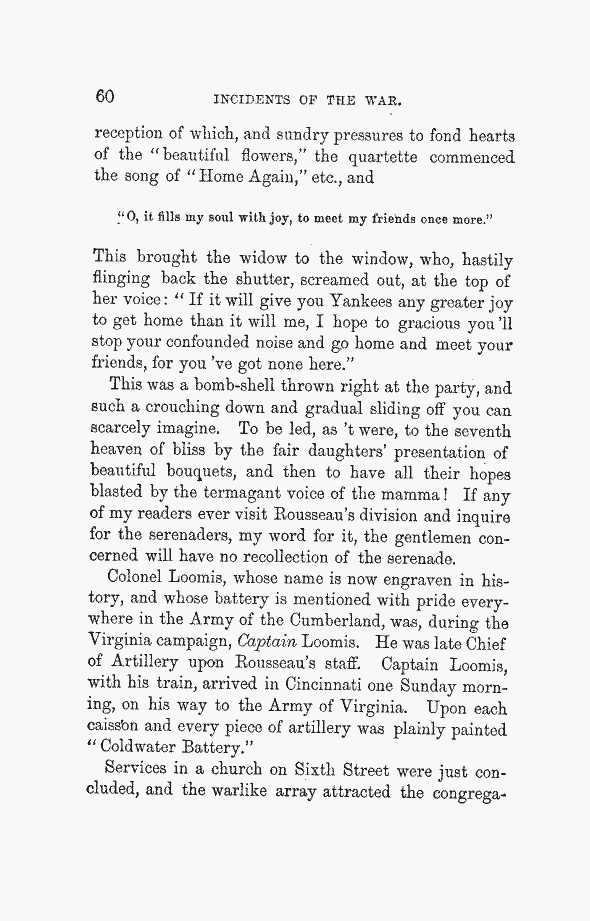 60 INCIDENTS OF THE WAR.
reception of which, and sundry pressures to fond hearts
of the "beautiful flowers," the quartette commenced
the song of "Home Again," etc., and
"O, it fills my soul with joy, to meet my friends once more."
This brought the widow to the window, who, hastily
flinging back the shutter, screamed out, at the top of
her voice: "If it will give you Yankees any greater joy
to get home than it will me, I hope to gracious you 'll
stop your confounded noise and go home and meet your
friends, for you 've got none here."
This was a bomb-shell thrown right at the party, and
such a crouching down and gradual sliding off you can
scarcely imagine. To be led, as 't were, to the seventh
heaven of bliss by the fair daughters' presentation of
beautiful bouquets, and then to have all their hopes
blasted by the termagant voice of the mamma! If any
of my readers ever visit Rousseau's division and inquire
for the serenaders, my word for it, the gentlemen con-
cerned will have no recollection of the serenade.
Colonel Loomis, whose name is now engraven in his-
tory, and whose battery is mentioned with pride every-
where in the Army of the Cumberland, was, during the
Virginia campaign, Captain Loomis. He was late Chief
of Artillery upon Rousseau's staff. Captain Loomis,
with his train, arrived in Cincinnati one Sunday morn-
ing, on his way to the Army of Virginia. Upon each
caisson and every piece of artillery was plainly painted
"Coldwater Battery."
Services in a church on Sixth Street were just con-
cluded, and the warlike array attracted the congrega-